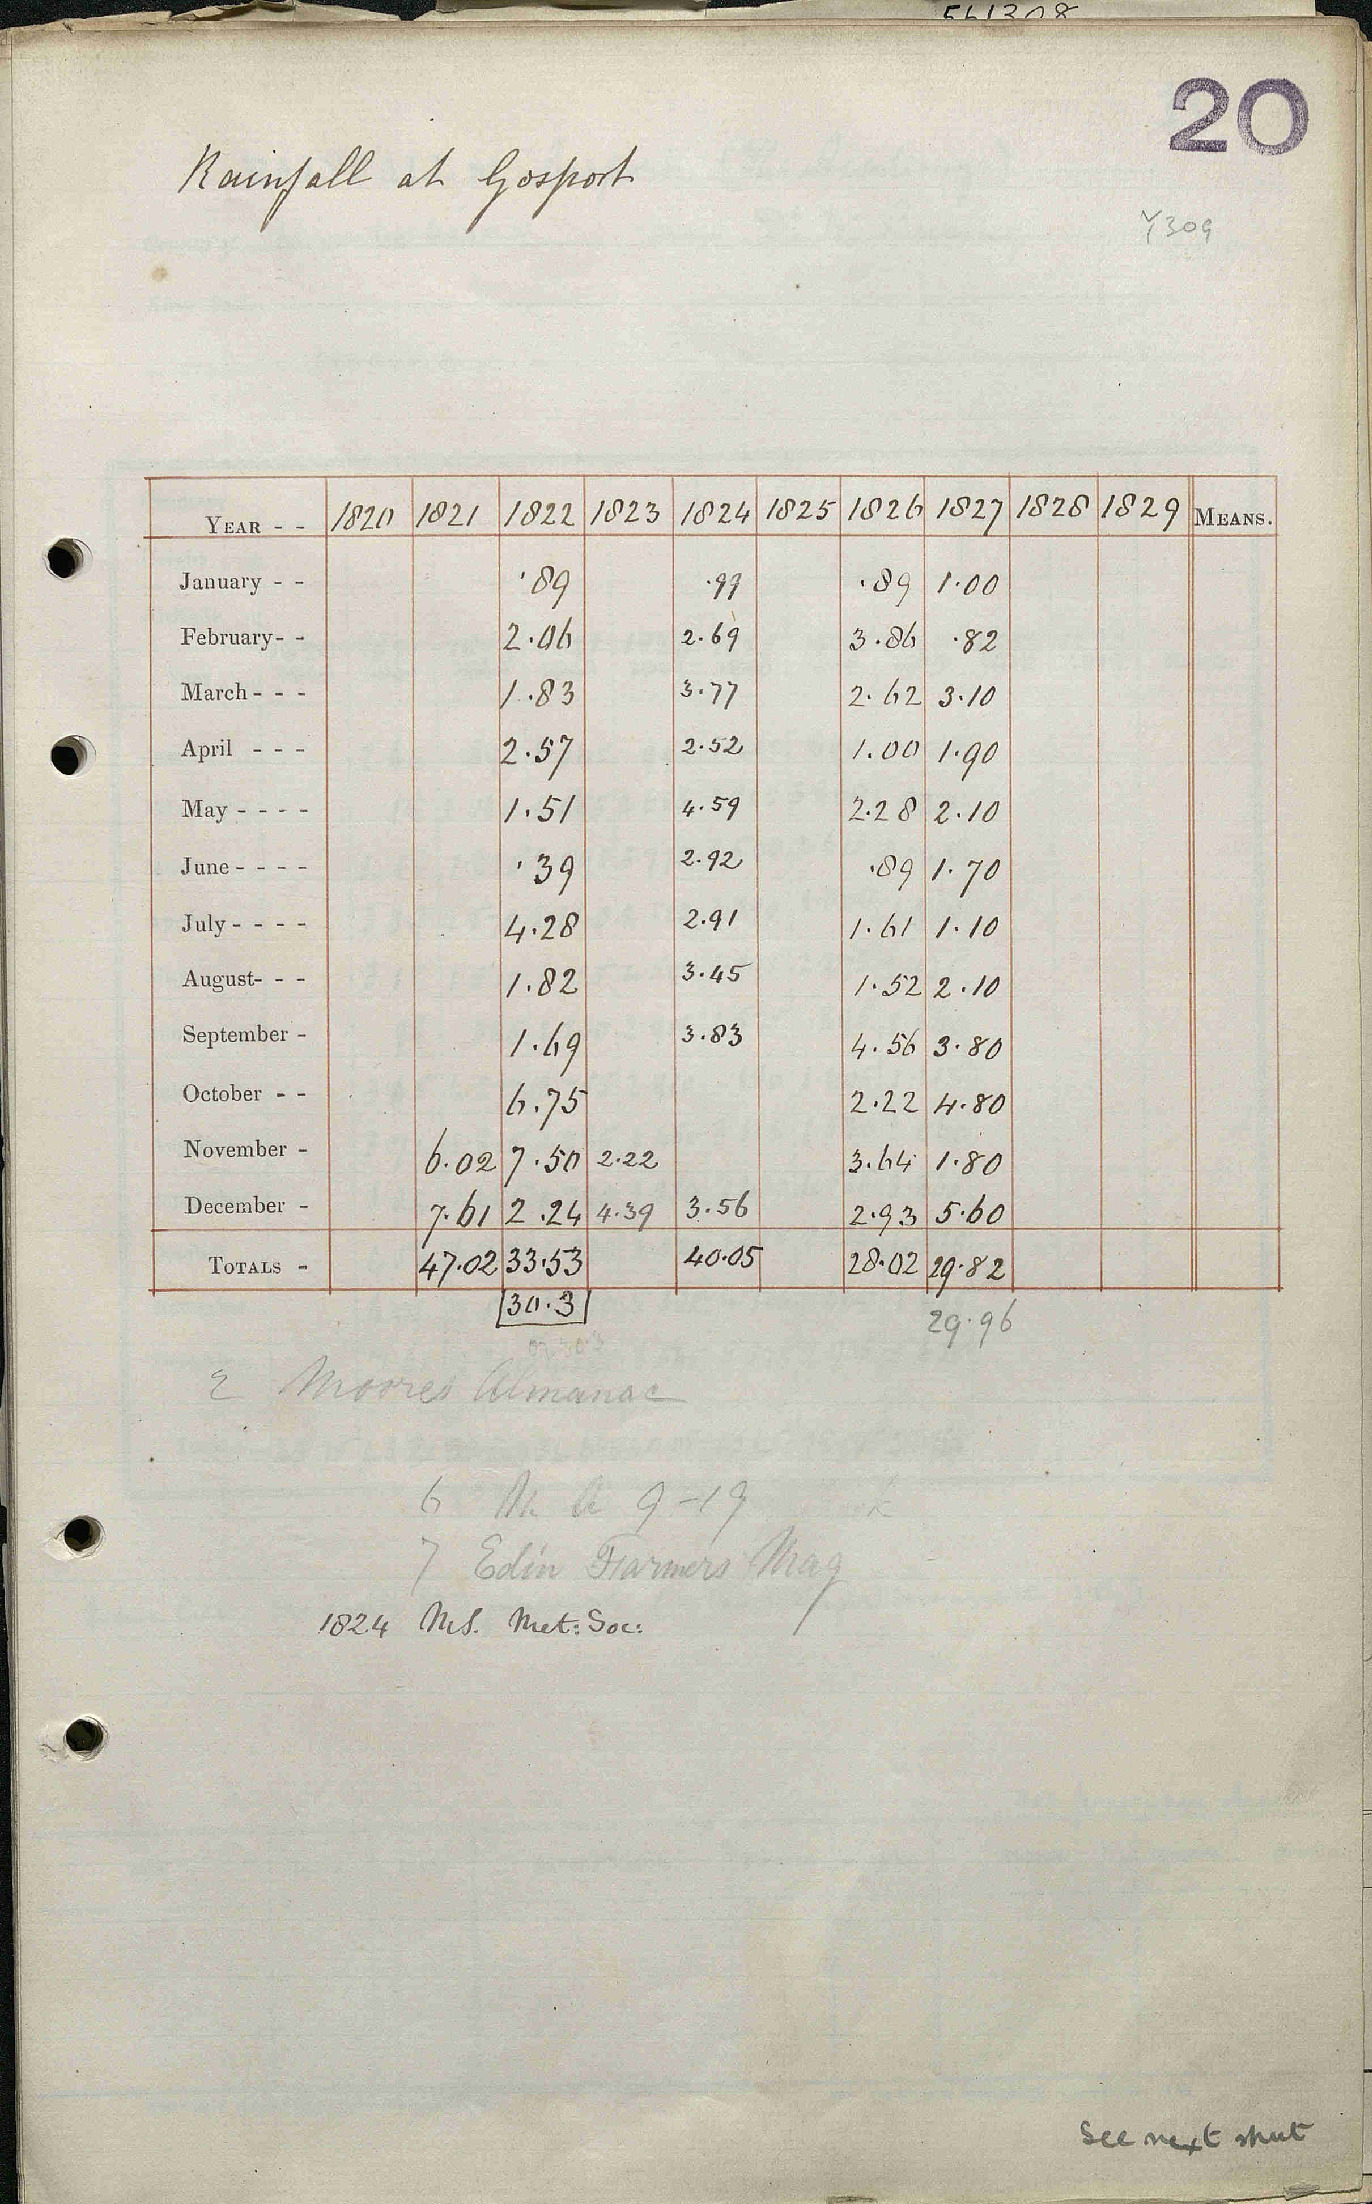 20
Rainfall at Gosport
Y309
YEAR - - 1820 1821 1822 1823 1824 1825 1826 1827 1828 1829 MEANS.
January - - ·89 ·99 ·89 1·00
February - - 2·06 2·69 3·86 ·82
March - - - 1·83 3·77 2·62 3·10
April - - - 2·57 2·52 1·00 1·90
May - - - - 1·51 4·59 2·28 2·10
June - - - - ·39 2·92 ·89 1·70
July - - - - 4·28 2·91 1·61 1·10
August - - - 1·82 3·45 1·52 2·10
September - 1·69 3·83 4·56 3·80
October - - 6·75 2·22 4·80
November - 6·02 7·50 2·22 3·64 1·80
December - 7·61 2·24 4·39 3·56 2·93 5·60
TOTALS - 47·02 33·53 40·05 28·02 29·82
30·3
29·96
2 Moores Almanac
6 9-19
7 Edin Farmers Mag
1824 MS. Met: Soc:
See next sheet